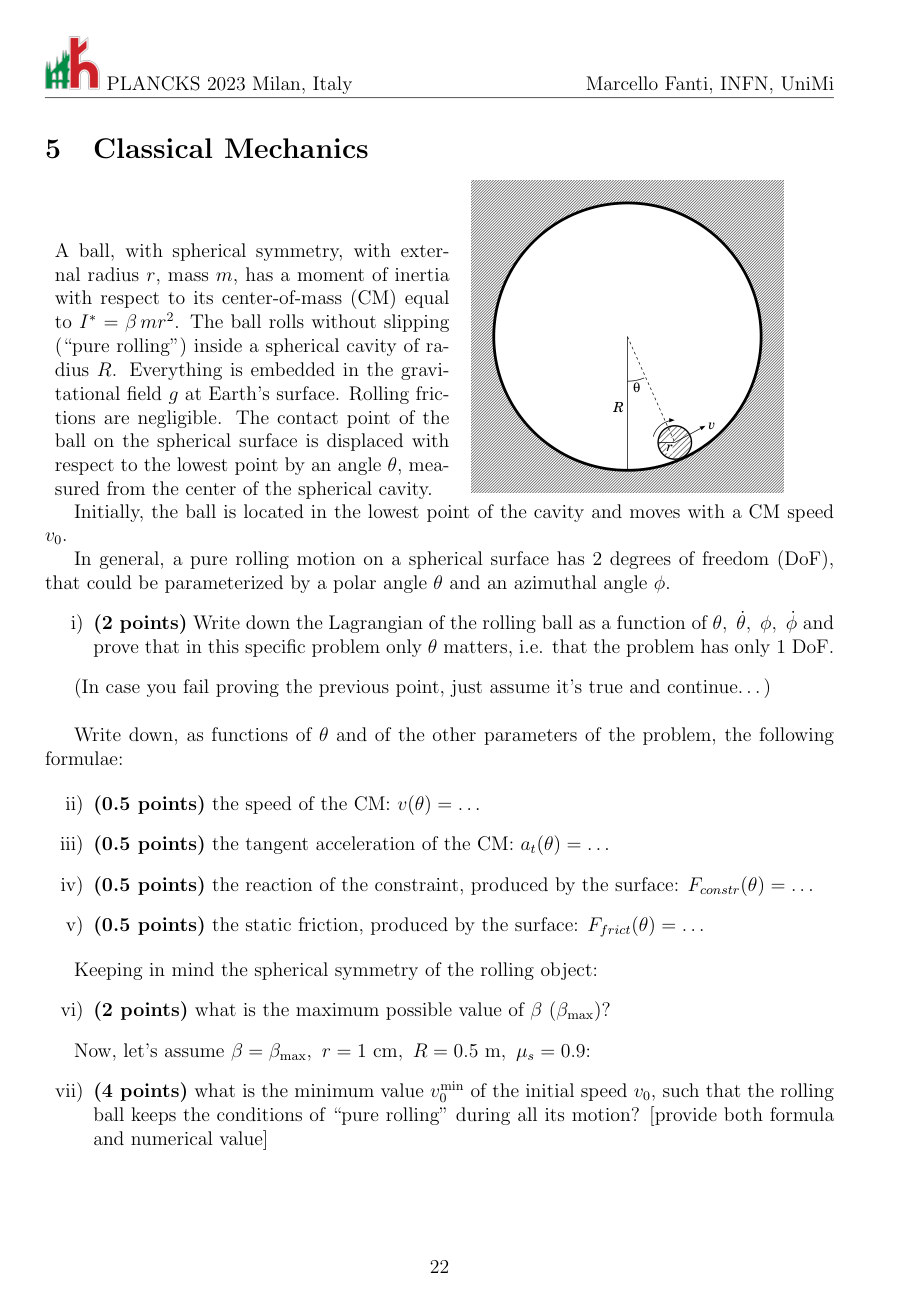 PLANCKS 2023 Milan, Italy
Marcello Fanti, INFN, UniMi
5 Classical Mechanics
A ball, with spherical symmetry, with exter-
nal radius r, mass m, has a moment of inertia
with respect to its center-of-mass (CM) equal
to I* = β mr². The ball rolls without slipping
(“pure rolling”) inside a spherical cavity of ra-
dius R. Everything is embedded in the gravi-
tational field g at Earth's surface. Rolling fric-
tions are negligible. The contact point of the
ball on the spherical surface is displaced with
respect to the lowest point by an angle θ, mea-
sured from the center of the spherical cavity.
θ
R
v
r
Initially, the ball is located in the lowest point of the cavity and moves with a CM speed
v₀.
In general, a pure rolling motion on a spherical surface has 2 degrees of freedom (DoF),
that could be parameterized by a polar angle θ and an azimuthal angle ϕ.
i) (2 points) Write down the Lagrangian of the rolling ball as a function of θ, θ̇, ϕ, ϕ̇ and
prove that in this specific problem only θ matters, i.e. that the problem has only 1 DoF.
(In case you fail proving the previous point, just assume it's true and continue...)
Write down, as functions of θ and of the other parameters of the problem, the following
formulae:
ii) (0.5 points) the speed of the CM: v(θ) = ...
iii) (0.5 points) the tangent acceleration of the CM: a_t(θ) = ...
iv) (0.5 points) the reaction of the constraint, produced by the surface: F_constr(θ) = ...
v) (0.5 points) the static friction, produced by the surface: F_frict(θ) = ...
Keeping in mind the spherical symmetry of the rolling object:
vi) (2 points) what is the maximum possible value of β (β_max)?
Now, let's assume β = β_max, r = 1 cm, R = 0.5 m, μ_s = 0.9:
vii) (4 points) what is the minimum value v₀^min of the initial speed v₀, such that the rolling
ball keeps the conditions of “pure rolling” during all its motion? [provide both formula
and numerical value]
22